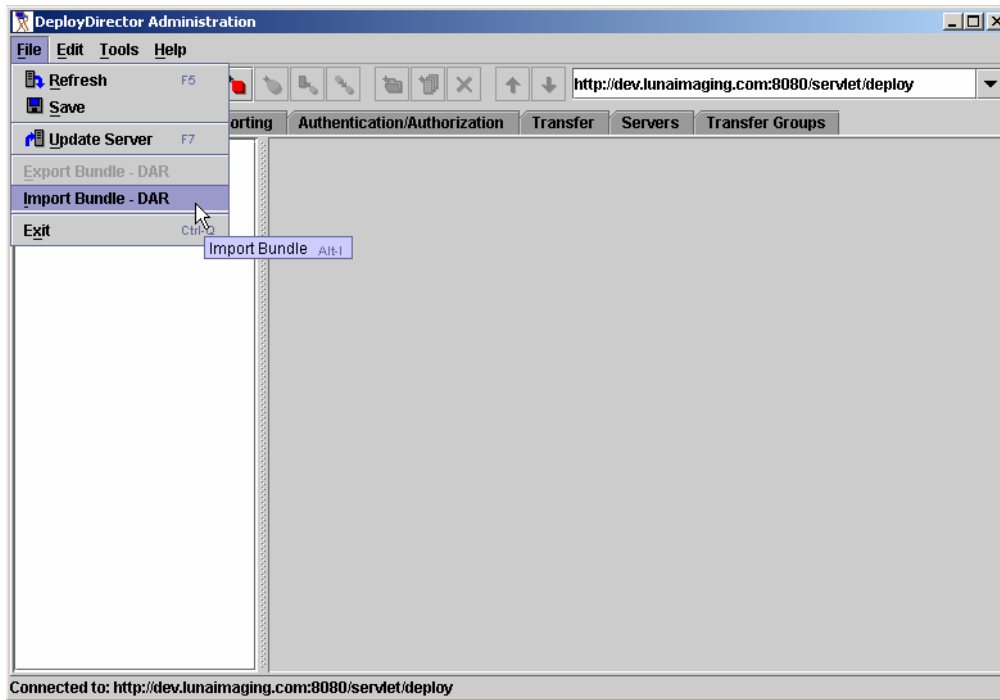 DeployDirector Administration
File Edit Tools Help
Refresh F5
http://dev.lunaimaging.com:8080/servlet/deploy
Save
orting Authentication/Authorization Transfer Servers Transfer Groups
Update Server F7
Export Bundle - DAR
Import Bundle - DAR
Exit Ctrl-Q
Import Bundle Alt-I
Connected to: http://dev.lunaimaging.com:8080/servlet/deploy